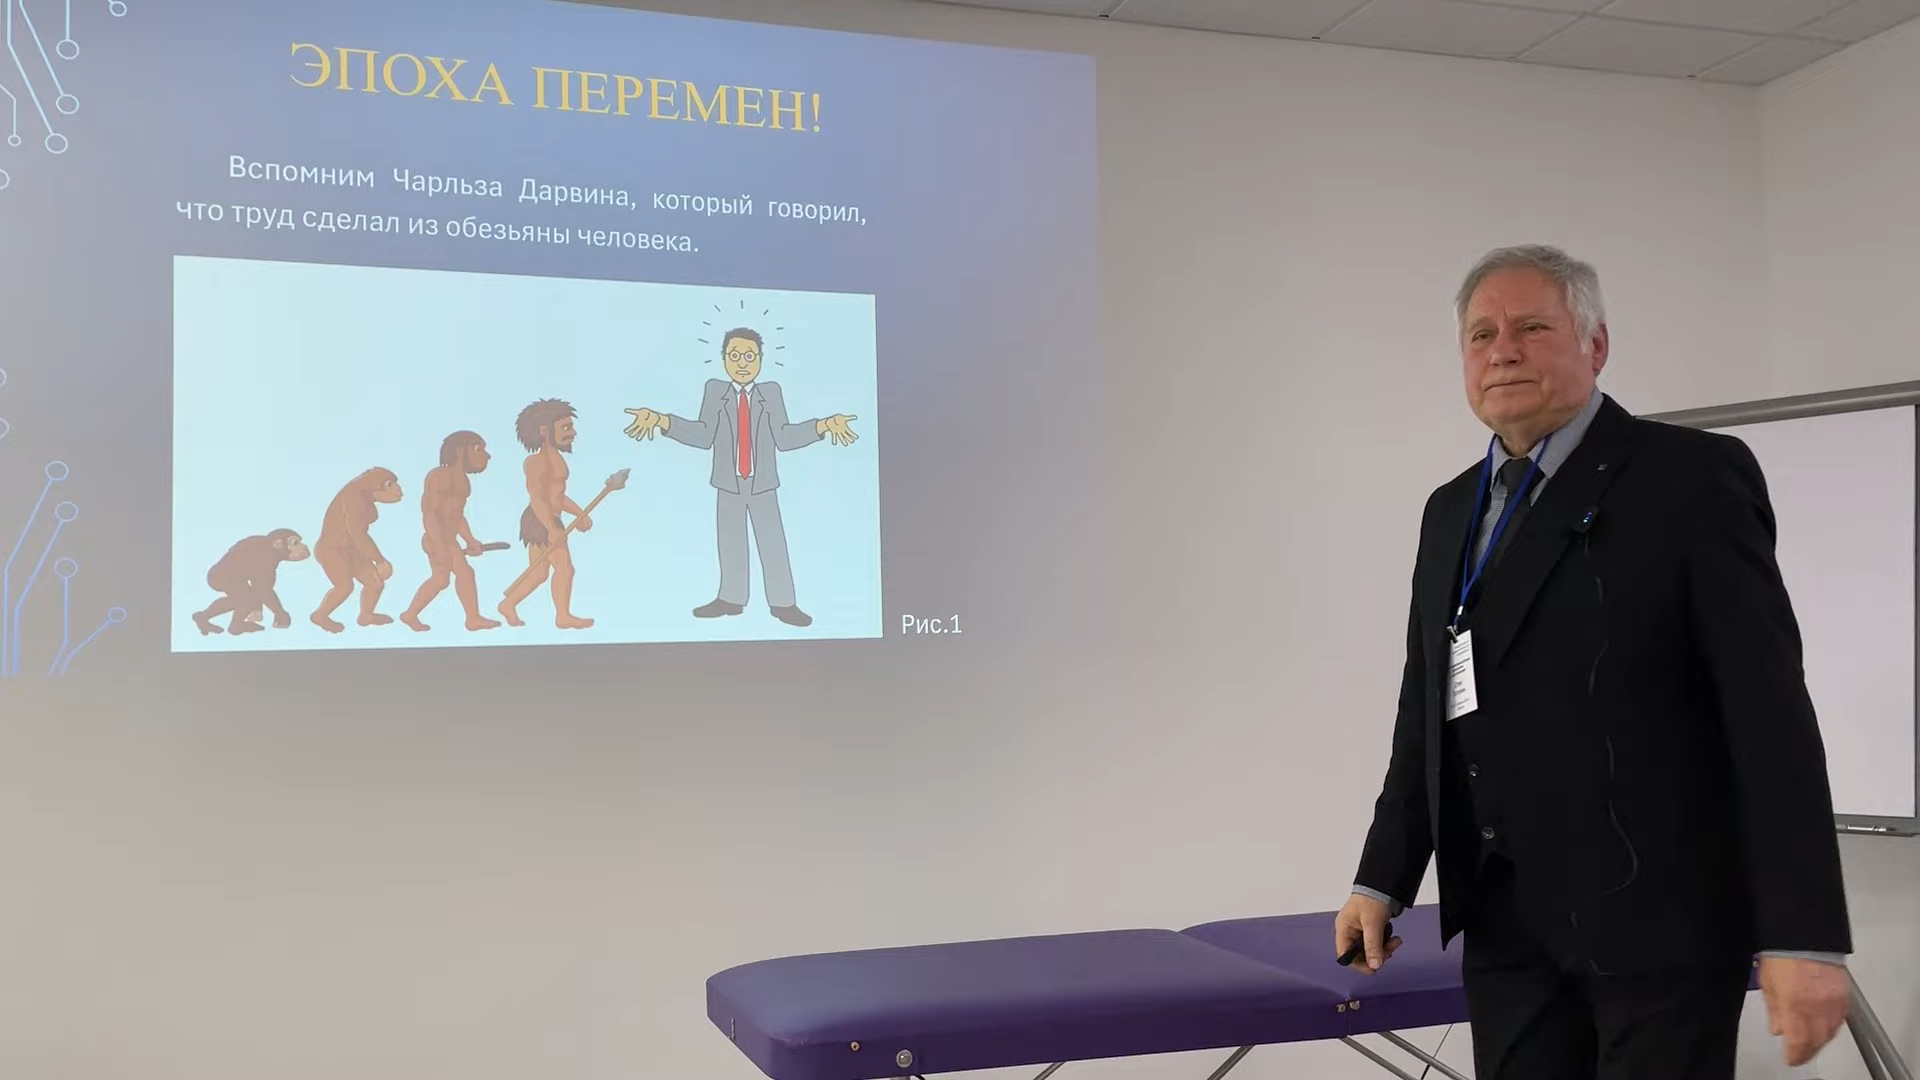 ЭПОХА ПЕРЕМЕН!
Вспомним Чарльза Дарвина, который говорил,
что труд сделал из обезьяны человека.
Рис.1